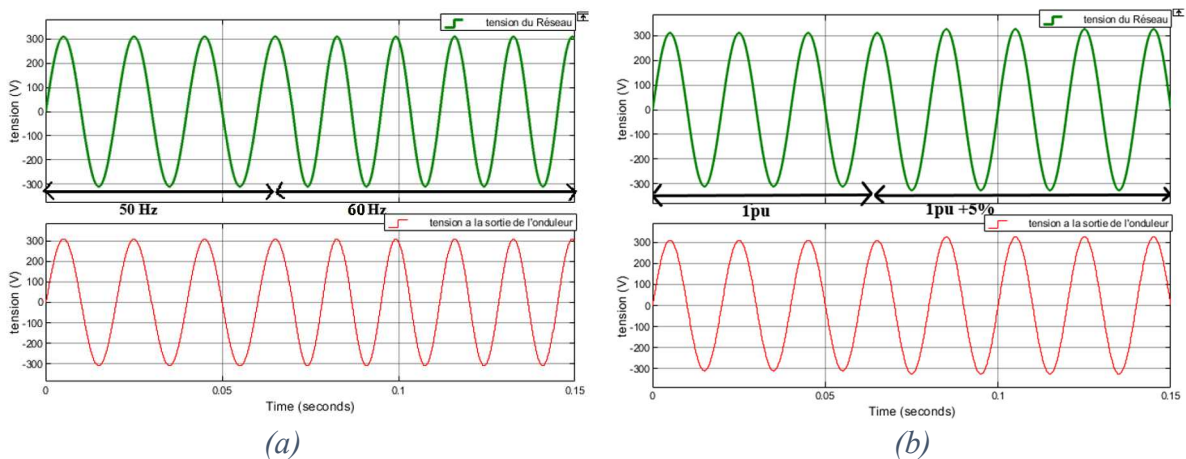 tension du Réseau
300
200
100
0
-100
-200
-300
tension (V)
50 Hz
60 Hz
tension a la sortie de l'onduleur
300
200
100
0
-100
-200
-300
tension (V)
0
0.05
0.1
0.15
Time (seconds)
(a)
tension du Réseau
300
200
100
0
-100
-200
-300
tension (V)
1pu
1pu +5%
tension a la sortie de l'onduleur
300
200
100
0
-100
-200
-300
tension (V)
0
0.05
0.1
0.15
Time (seconds)
(b)